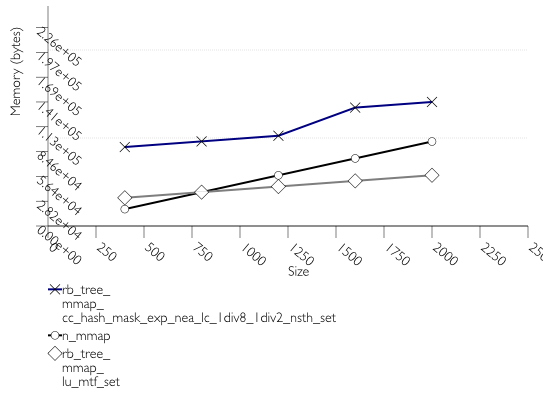 Memory (bytes)
2.26e+05
1.97e+05
1.69e+05
1.41e+05
1.13e+05
8.46e+04
5.64e+04
2.82e+04
0.00e+00
0 250 500 750 1000 1250 1500 1750 2000 2250 250
Size
rb_tree_
mmap_
cc_hash_mask_exp_nea_lc_1div8_1div2_nsth_set
n_mmap
rb_tree_
mmap_
lu_mtf_set